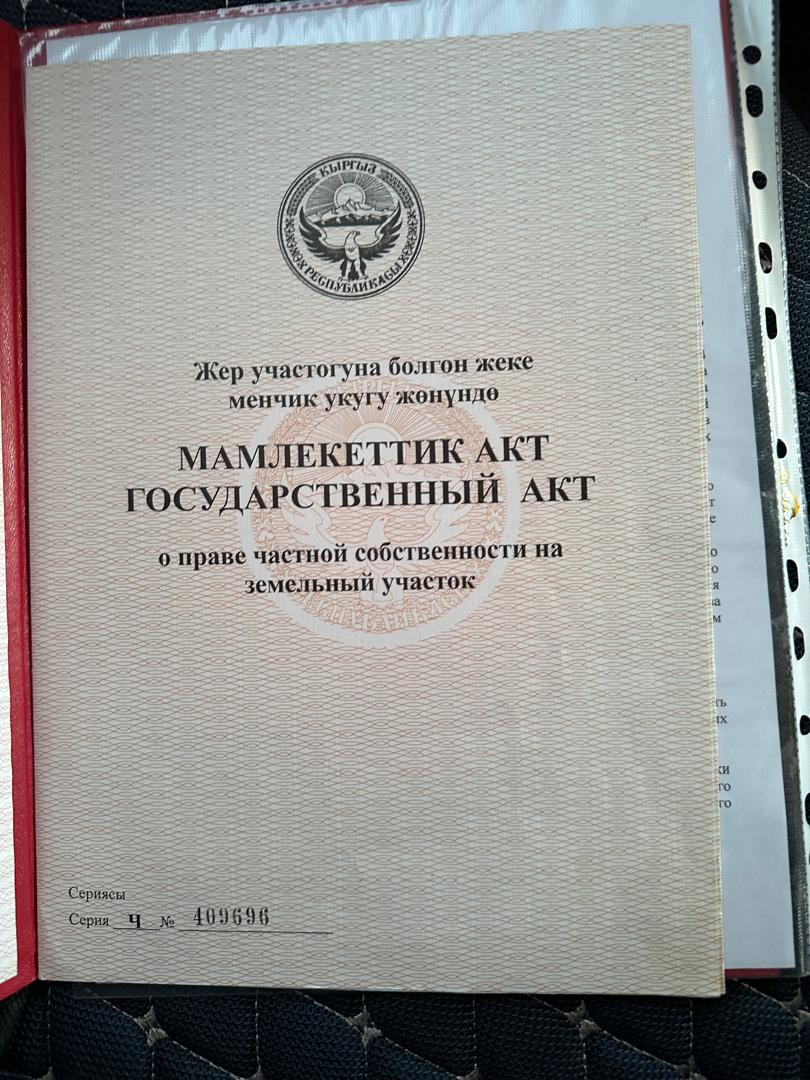 КЫРГЫЗ
РЕСПУБЛИКАСЫ
Жер участогуна болгон жеке
менчик укугу жөнүндө
МАМЛЕКЕТТИК АКТ
ГОСУДАРСТВЕННЫЙ АКТ
о праве частной собственности на
земельный участок
Сериясы
Серия Ч № 409696